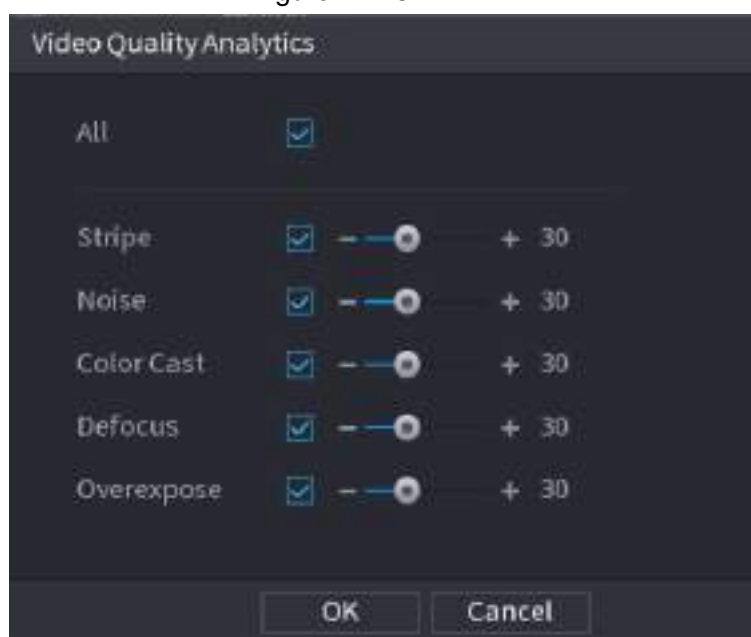 Video Quality Analytics
All
Stripe - + 30
Noise - + 30
Color Cast - + 30
Defocus - + 30
Overexpose - + 30
OK Cancel